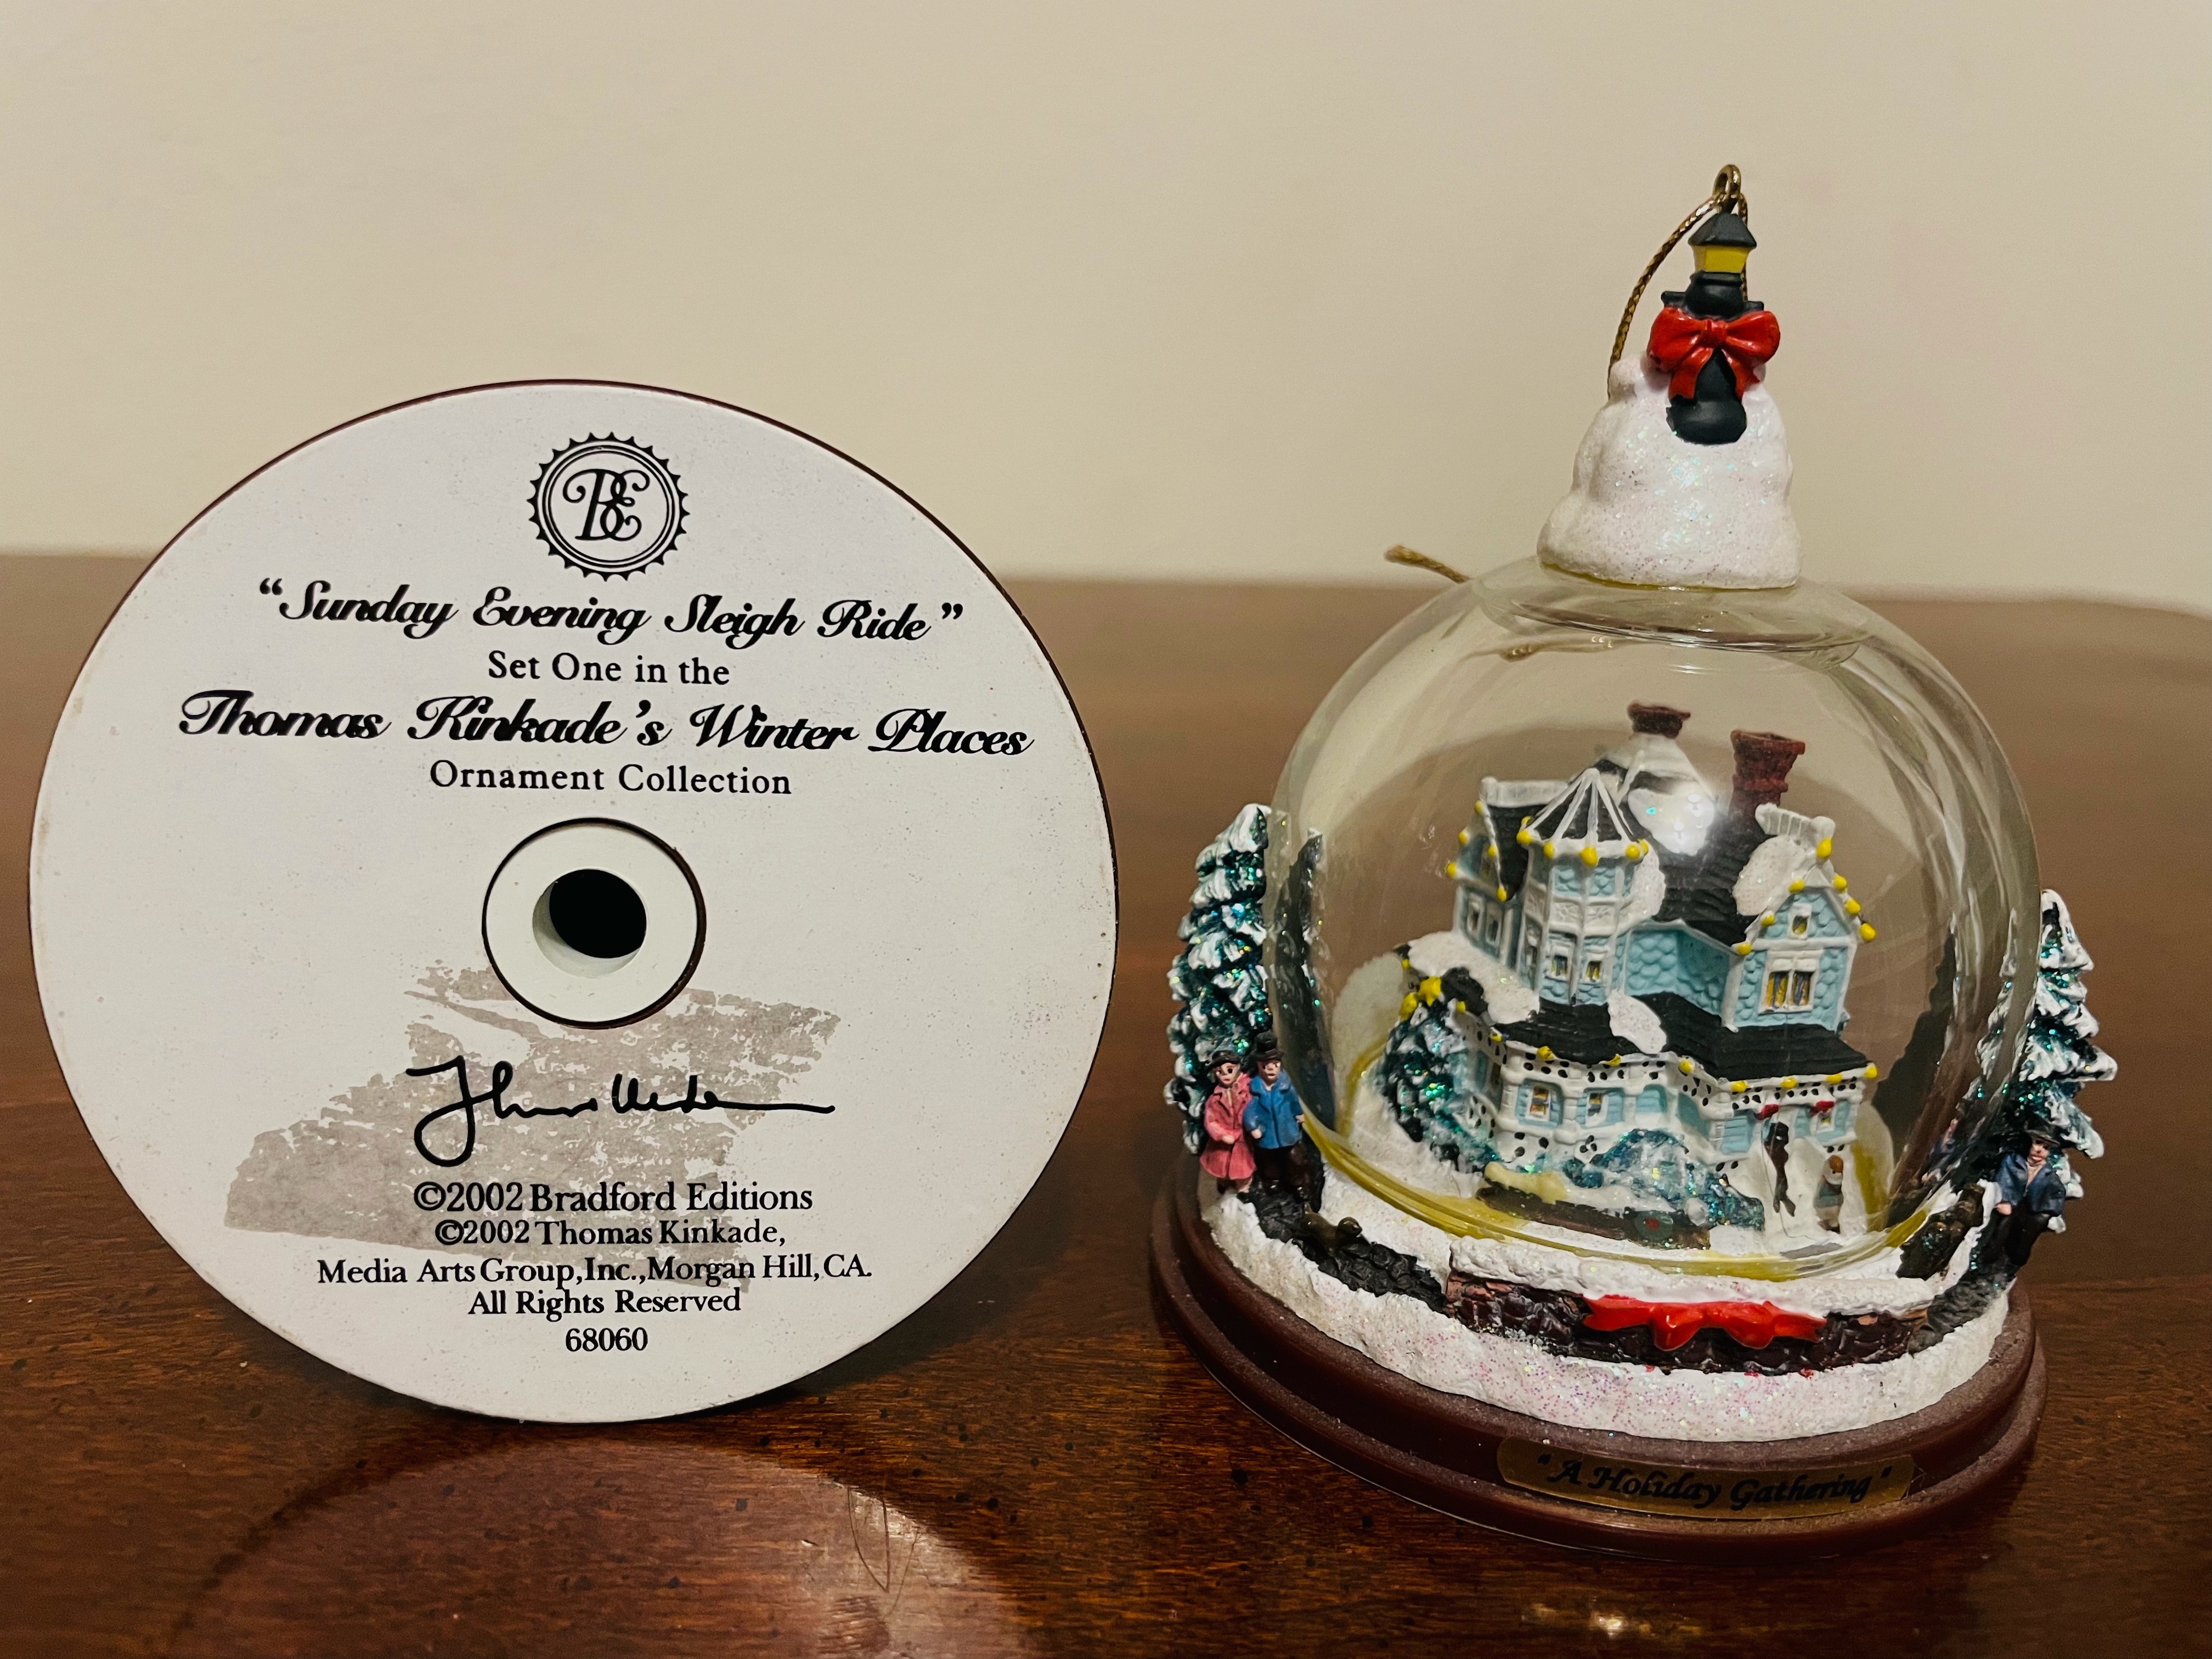 BE
“Sunday Evening Sleigh Ride”
Set One in the
Thomas Kinkade's Winter Places
Ornament Collection
©2002 Bradford Editions
©2002 Thomas Kinkade,
Media Arts Group,Inc.,Morgan Hill,CA.
All Rights Reserved
68060
"A Holiday Gathering"